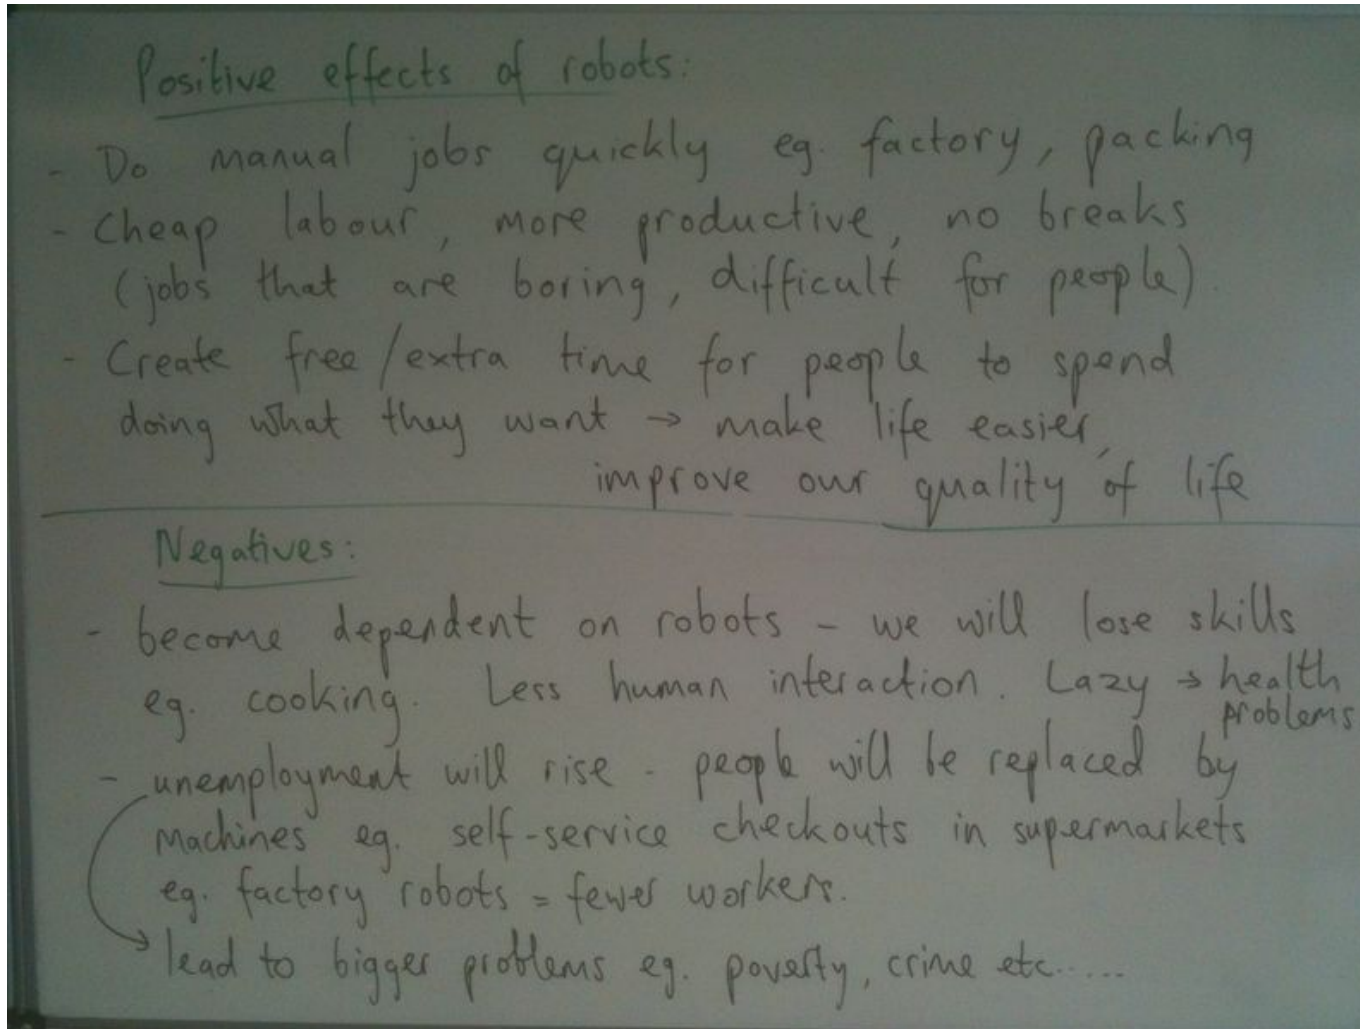 Positive effects of robots:
- Do manual jobs quickly eg. factory, packing
- Cheap labour, more productive, no breaks
(jobs that are boring, difficult for people)
- Create free/extra time for people to spend
doing what they want → make life easier,
improve our quality of life
Negatives:
- become dependent on robots - we will lose skills
eg. cooking. Less human interaction. Lazy → health
problems
- unemployment will rise - people will be replaced by
machines eg. self-service checkouts in supermarkets
eg. factory robots = fewer workers.
→ lead to bigger problems eg. poverty, crime etc.....